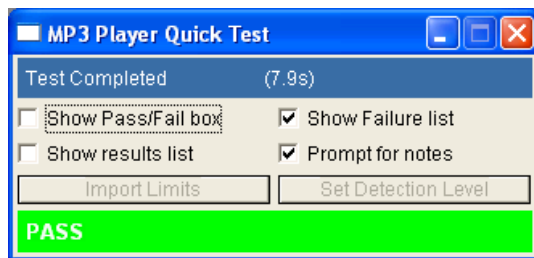 MP3 Player Quick Test
Test Completed (7.9s)
Show Pass/Fail box Show Failure list
Show results list Prompt for notes
Import Limits Set Detection Level
PASS